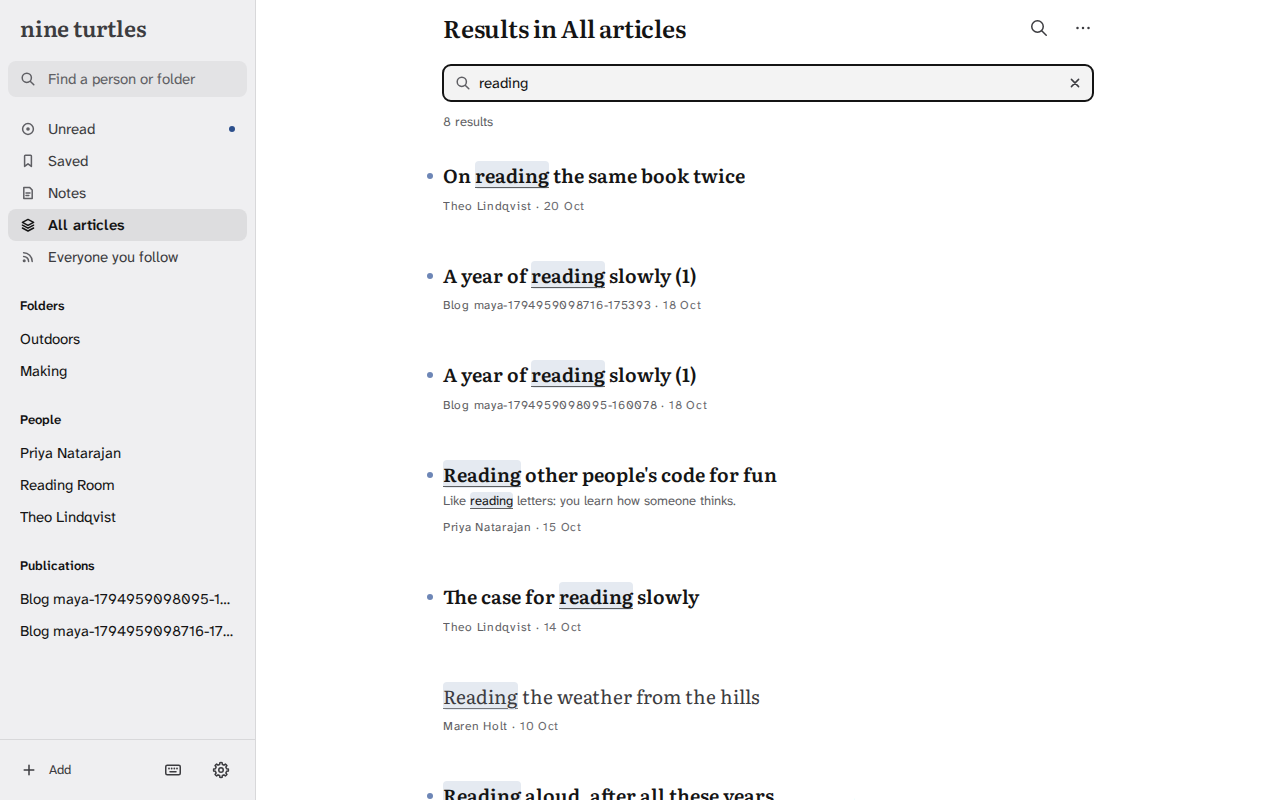 nine turtles
Find a person or folder
Unread
Saved
Notes
All articles
Everyone you follow
Folders
Outdoors
Making
People
Priya Natarajan
Reading Room
Theo Lindqvist
Publications
Blog maya-1794959098095-1...
Blog maya-1794959098716-17...
Add
Results in All articles
reading
8 results
On reading the same book twice
Theo Lindqvist · 20 Oct
A year of reading slowly (1)
Blog maya-1794959098716-175393 · 18 Oct
A year of reading slowly (1)
Blog maya-1794959098095-160078 · 18 Oct
Reading other people's code for fun
Like reading letters: you learn how someone thinks.
Priya Natarajan · 15 Oct
The case for reading slowly
Theo Lindqvist · 14 Oct
Reading the weather from the hills
Maren Holt · 10 Oct
Reading aloud, after all these years